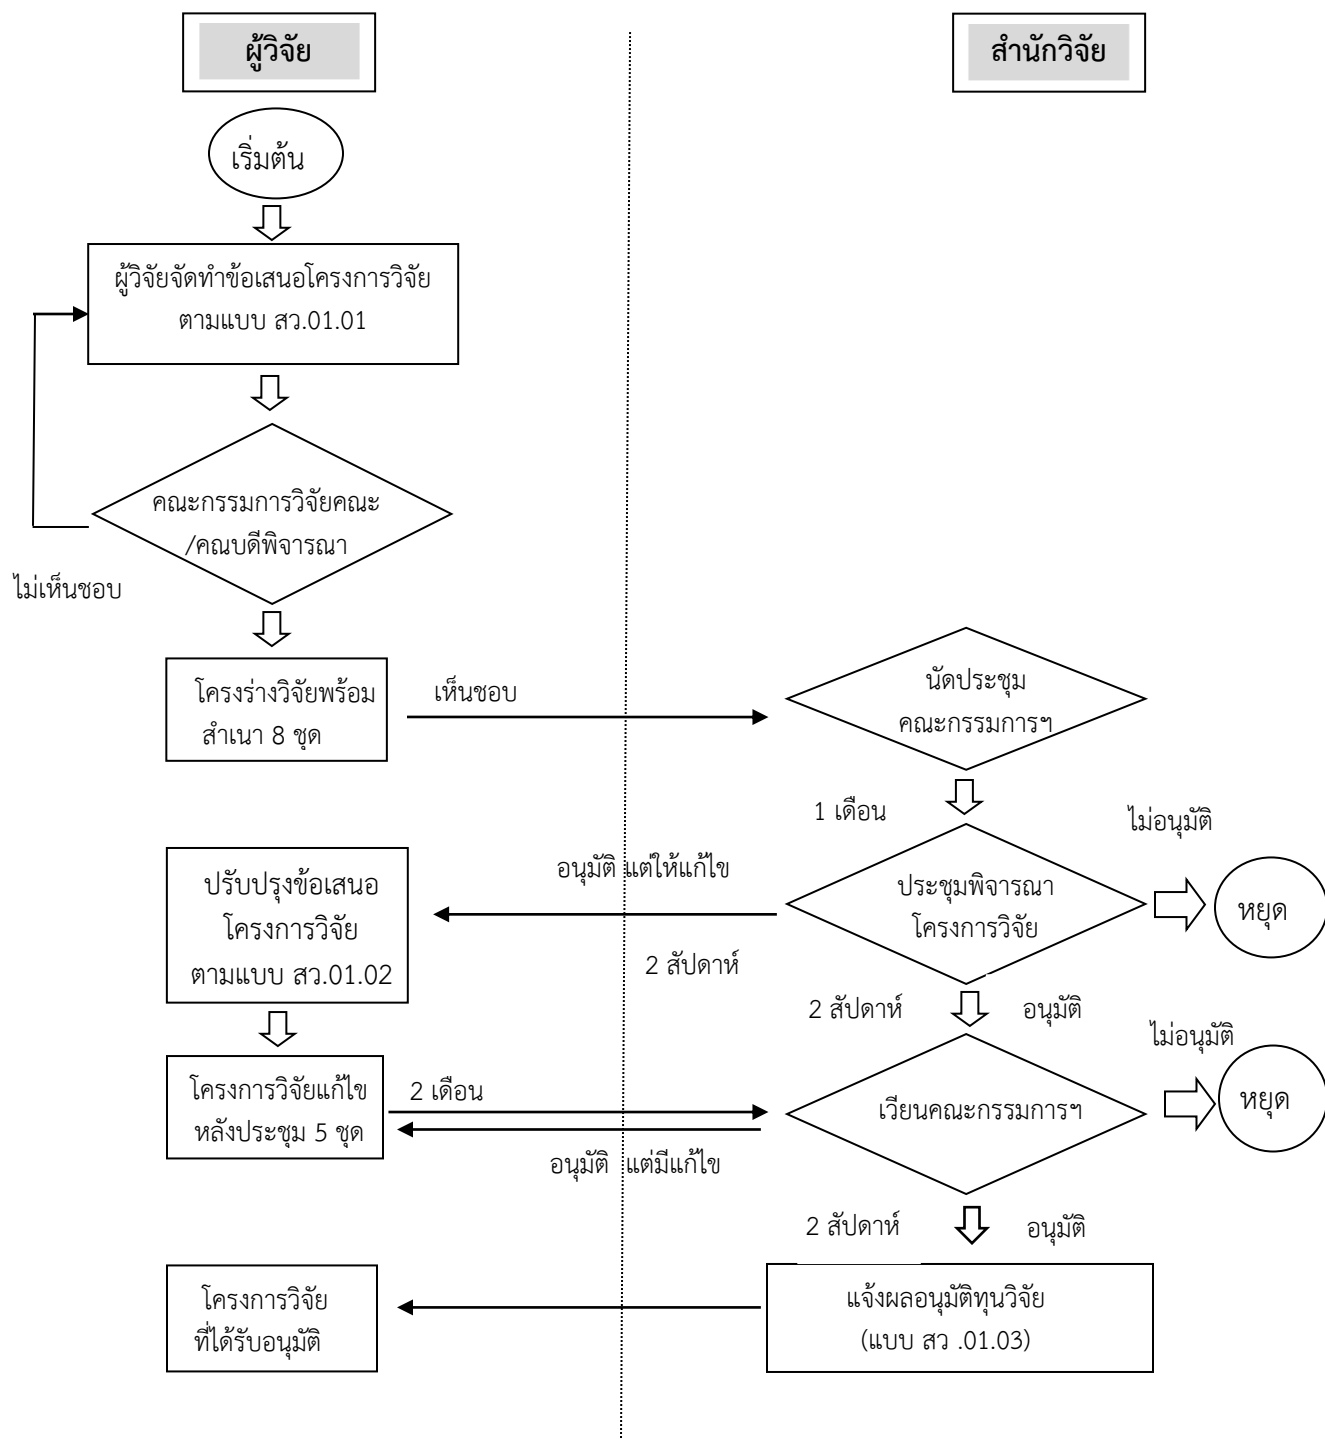 ผู้วิจัย
สำนักวิจัย
เริ่มต้น
ผู้วิจัยจัดทำข้อเสนอโครงการวิจัย
ตามแบบ สว.01.01
คณะกรรมการวิจัยคณะ
/คณบดีพิจารณา
ไม่เห็นชอบ
โครงร่างวิจัยพร้อม
สำเนา 8 ชุด
เห็นชอบ
นัดประชุม
คณะกรรมการฯ
1 เดือน
ไม่อนุมัติ
อนุมัติ แต่ให้แก้ไข
ประชุมพิจารณา
โครงการวิจัย
หยุด
ปรับปรุงข้อเสนอ
โครงการวิจัย
ตามแบบ สว.01.02
2 สัปดาห์
2 สัปดาห์
อนุมัติ
ไม่อนุมัติ
โครงการวิจัยแก้ไข
หลังประชุม 5 ชุด
2 เดือน
เวียนคณะกรรมการฯ
หยุด
อนุมัติ แต่มีแก้ไข
2 สัปดาห์
อนุมัติ
โครงการวิจัย
ที่ได้รับอนุมัติ
แจ้งผลอนุมัติทุนวิจัย
(แบบ สว .01.03)